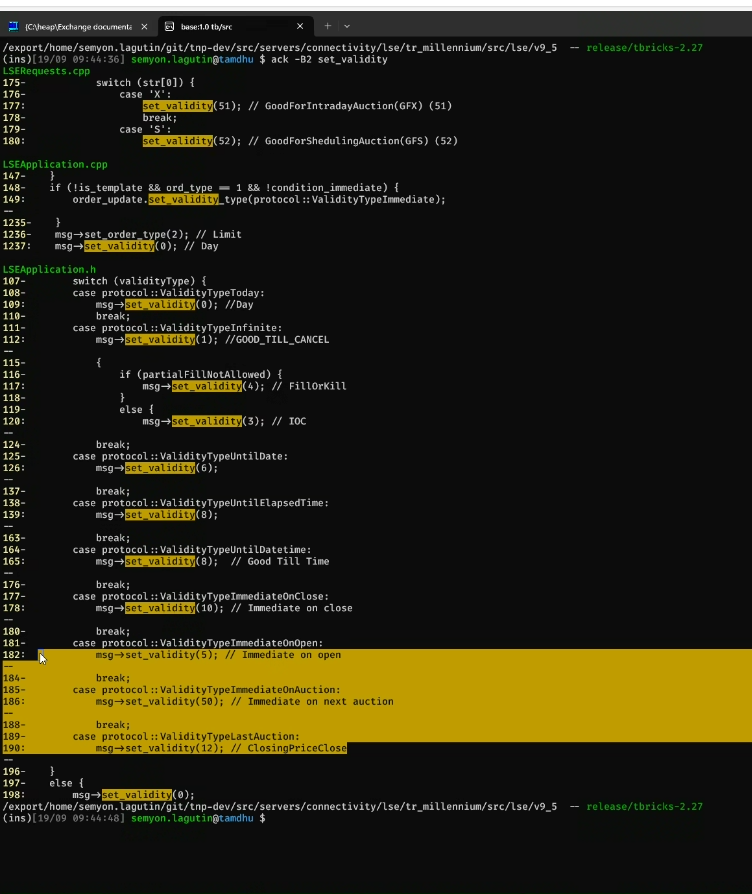 (C:\heap\Exchange documenta
base:1.0 tb/src
/export/home/semyon.lagutin/git/tnp-dev/src/servers/connectivity/lse/tr_millennium/src/lse/v9_5 -- release/tbricks-2.27
(ins)[19/09 09:44:36] semyon.lagutin@tamdhu $ ack -B2 set_validity
LSERequests.cpp
175-            switch (str[0]) {
176-                case 'X':
177:                    set_validity(51); // GoodForIntradayAuction(GFX) (51)
178-                    break;
179-                case 'S':
180:                    set_validity(52); // GoodForShedulingAuction(GFS) (52)
LSEApplication.cpp
147-    }
148-    if (!is_template && ord_type == 1 && !condition_immediate) {
149:        order_update.set_validity_type(protocol::ValidityTypeImmediate);
--
1235-    }
1236-    msg->set_order_type(2); // Limit
1237:    msg->set_validity(0); // Day
LSEApplication.h
107-        switch (validityType) {
108-        case protocol::ValidityTypeToday:
109:            msg->set_validity(0); //Day
110-            break;
111-        case protocol::ValidityTypeInfinite:
112:            msg->set_validity(1); //GOOD_TILL_CANCEL
--
115-            {
116-                if (partialFillNotAllowed) {
117:                    msg->set_validity(4); // FillOrKill
118-                }
119-                else {
120:                    msg->set_validity(3); // IOC
--
124-            break;
125-        case protocol::ValidityTypeUntilDate:
126:            msg->set_validity(6);
--
137-            break;
138-        case protocol::ValidityTypeUntilElapsedTime:
139:            msg->set_validity(8);
--
163-            break;
164-        case protocol::ValidityTypeUntilDatetime:
165:            msg->set_validity(8);  // Good Till Time
--
176-            break;
177-        case protocol::ValidityTypeImmediateOnClose:
178:            msg->set_validity(10); // Immediate on close
--
180-            break;
181-        case protocol::ValidityTypeImmediateOnOpen:
182:            msg->set_validity(5); // Immediate on open
--
184-            break;
185-        case protocol::ValidityTypeImmediateOnAuction:
186:            msg->set_validity(50); // Immediate on next auction
--
188-            break;
189-        case protocol::ValidityTypeLastAuction:
190:            msg->set_validity(12); // ClosingPriceClose
--
196-    }
197-    else {
198:        msg->set_validity(0);
/export/home/semyon.lagutin/git/tnp-dev/src/servers/connectivity/lse/tr_millennium/src/lse/v9_5 -- release/tbricks-2.27
(ins)[19/09 09:44:48] semyon.lagutin@tamdhu $